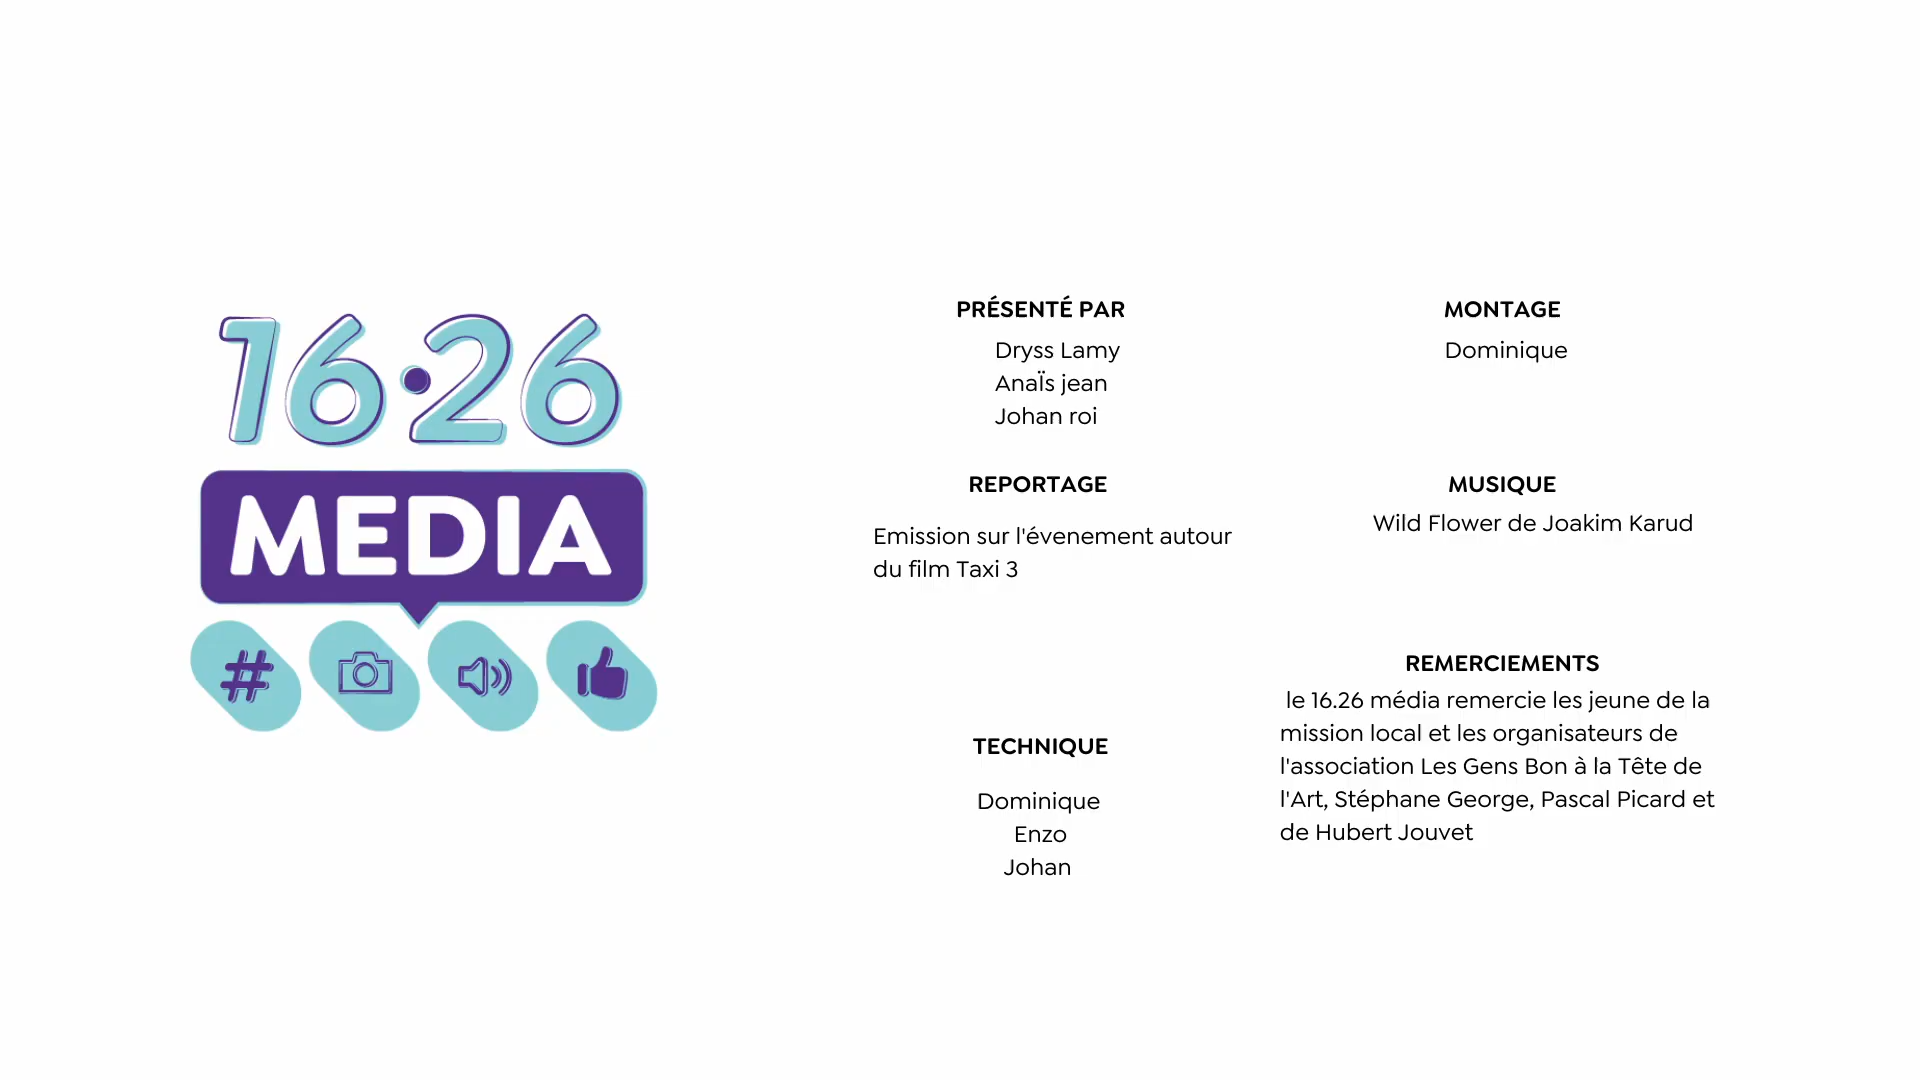 16·26
MEDIA
#
PRÉSENTÉ PAR
Dryss Lamy
AnaÏs jean
Johan roi
REPORTAGE
Emission sur l'évenement autour
du film Taxi 3
TECHNIQUE
Dominique
Enzo
Johan
MONTAGE
Dominique
MUSIQUE
Wild Flower de Joakim Karud
REMERCIEMENTS
le 16.26 média remercie les jeune de la
mission local et les organisateurs de
l'association Les Gens Bon à la Tête de
l'Art, Stéphane George, Pascal Picard et
de Hubert Jouvet